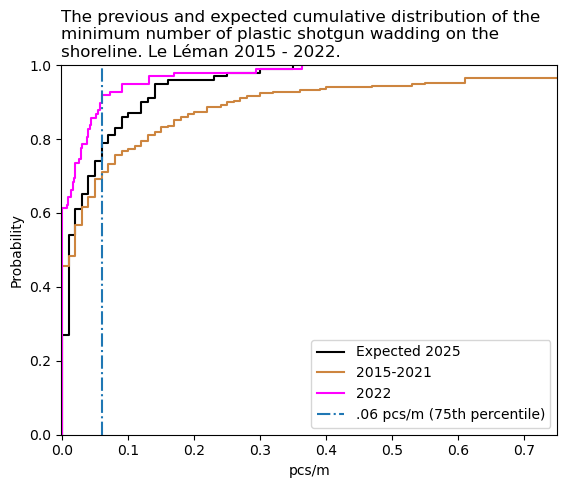 The previous and expected cumulative distribution of the
minimum number of plastic shotgun wadding on the
shoreline. Le Léman 2015 - 2022.
1.0
0.8
0.6
0.4
0.2
0.0
Probability
Expected 2025
2015-2021
2022
.06 pcs/m (75th percentile)
0.0 0.1 0.2 0.3 0.4 0.5 0.6 0.7
pcs/m